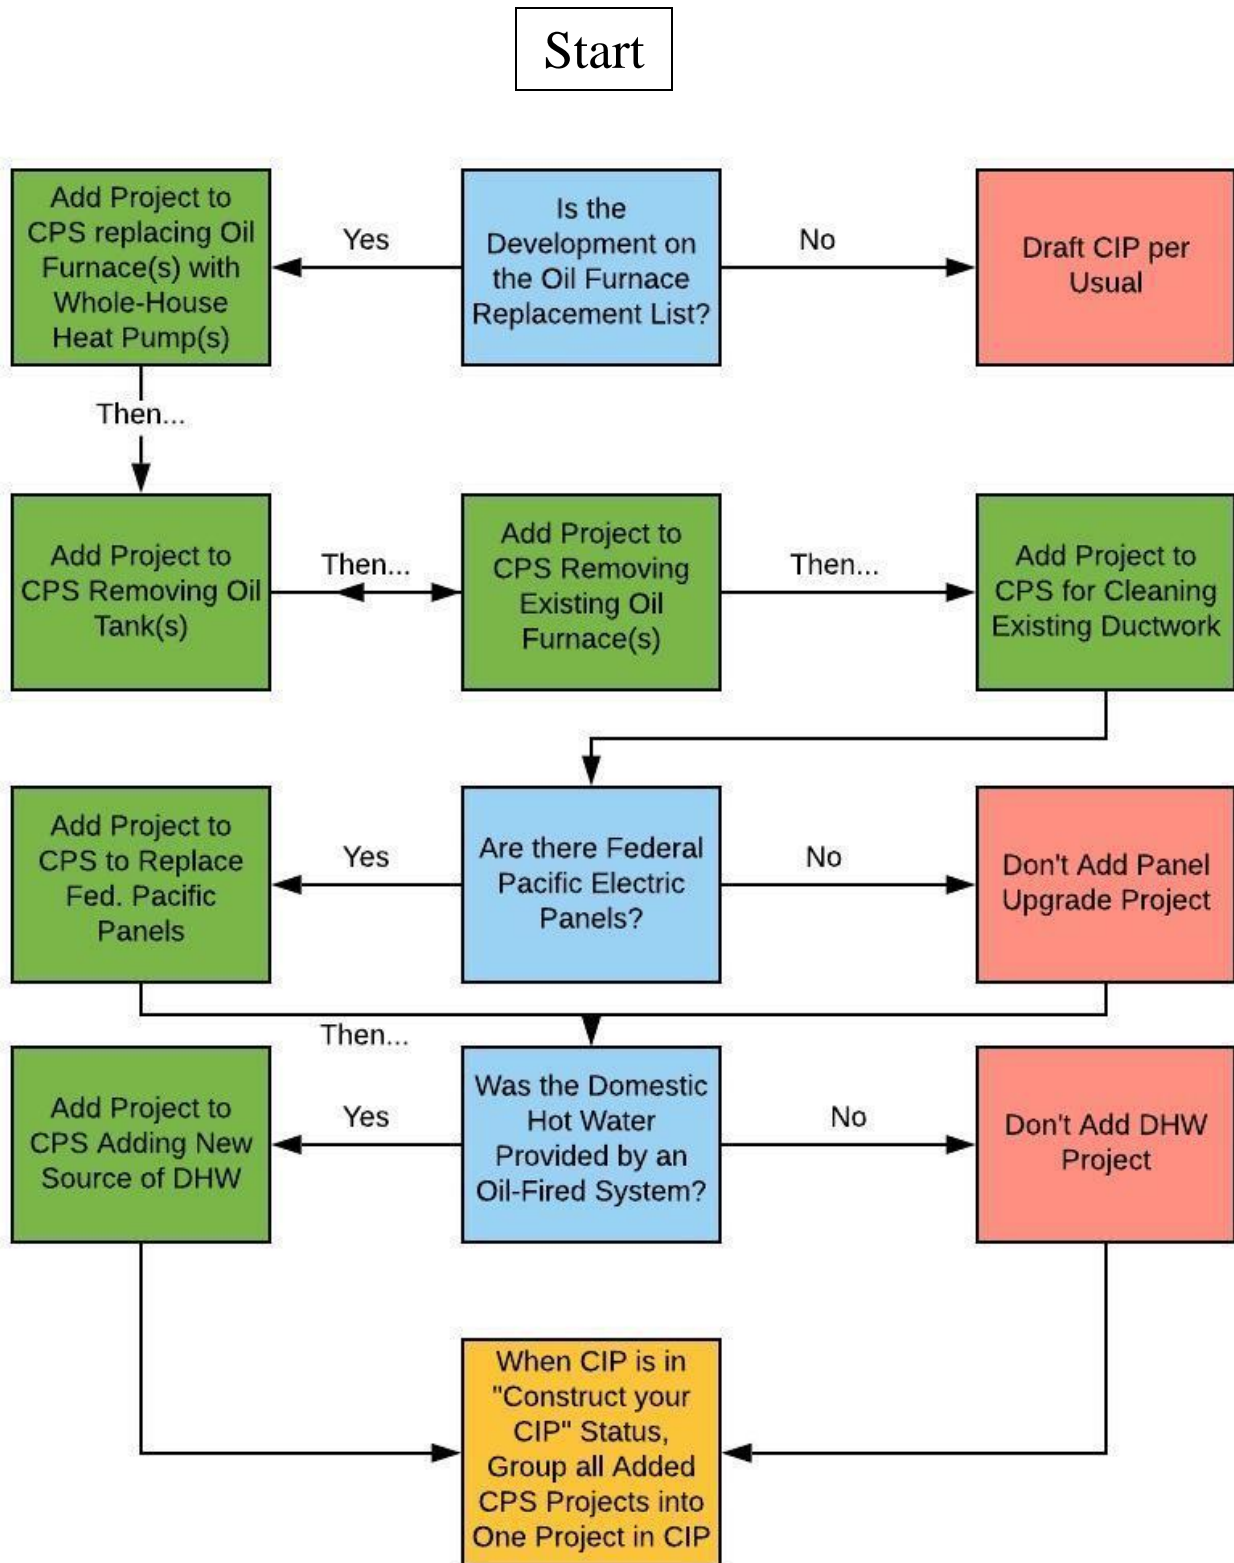 Start
Add Project to
CPS replacing Oil
Furnace(s) with
Whole-House
Heat Pump(s)
Yes
Is the
Development on
the Oil Furnace
Replacement List?
No
Draft CIP per
Usual
Then...
Add Project to
CPS Removing Oil
Tank(s)
Then...
Add Project to
CPS Removing
Existing Oil
Furnace(s)
Then...
Add Project to
CPS for Cleaning
Existing Ductwork
Add Project to
CPS to Replace
Fed. Pacific
Panels
Yes
Are there Federal
Pacific Electric
Panels?
No
Don't Add Panel
Upgrade Project
Then...
Add Project to
CPS Adding New
Source of DHW
Yes
Was the Domestic
Hot Water
Provided by an
Oil-Fired System?
No
Don't Add DHW
Project
When CIP is in
"Construct your
CIP" Status,
Group all Added
CPS Projects into
One Project in CIP